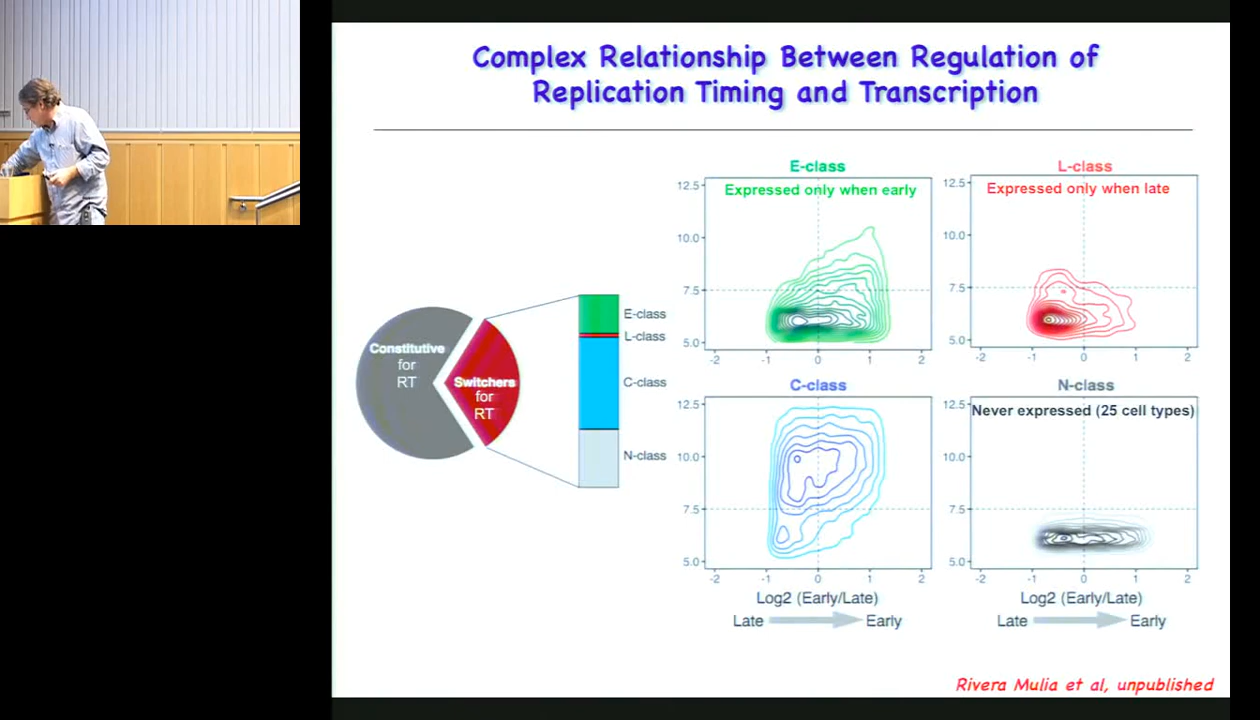 Complex Relationship Between Regulation of
Replication Timing and Transcription
Constitutive
for
RT
Switchers
for
RT
E-class
L-class
C-class
N-class
E-class
Expressed only when early
12.5
10.0
7.5
5.0
-2
-1
0
1
2
L-class
Expressed only when late
12.5
10.0
7.5
5.0
-2
-1
0
1
2
C-class
12.5
10.0
7.5
5.0
-2
-1
0
1
2
Log2 (Early/Late)
Late
Early
N-class
Never expressed (25 cell types)
12.5
10.0
7.5
5.0
-2
-1
0
1
2
Log2 (Early/Late)
Late
Early
Rivera Mulia et al, unpublished